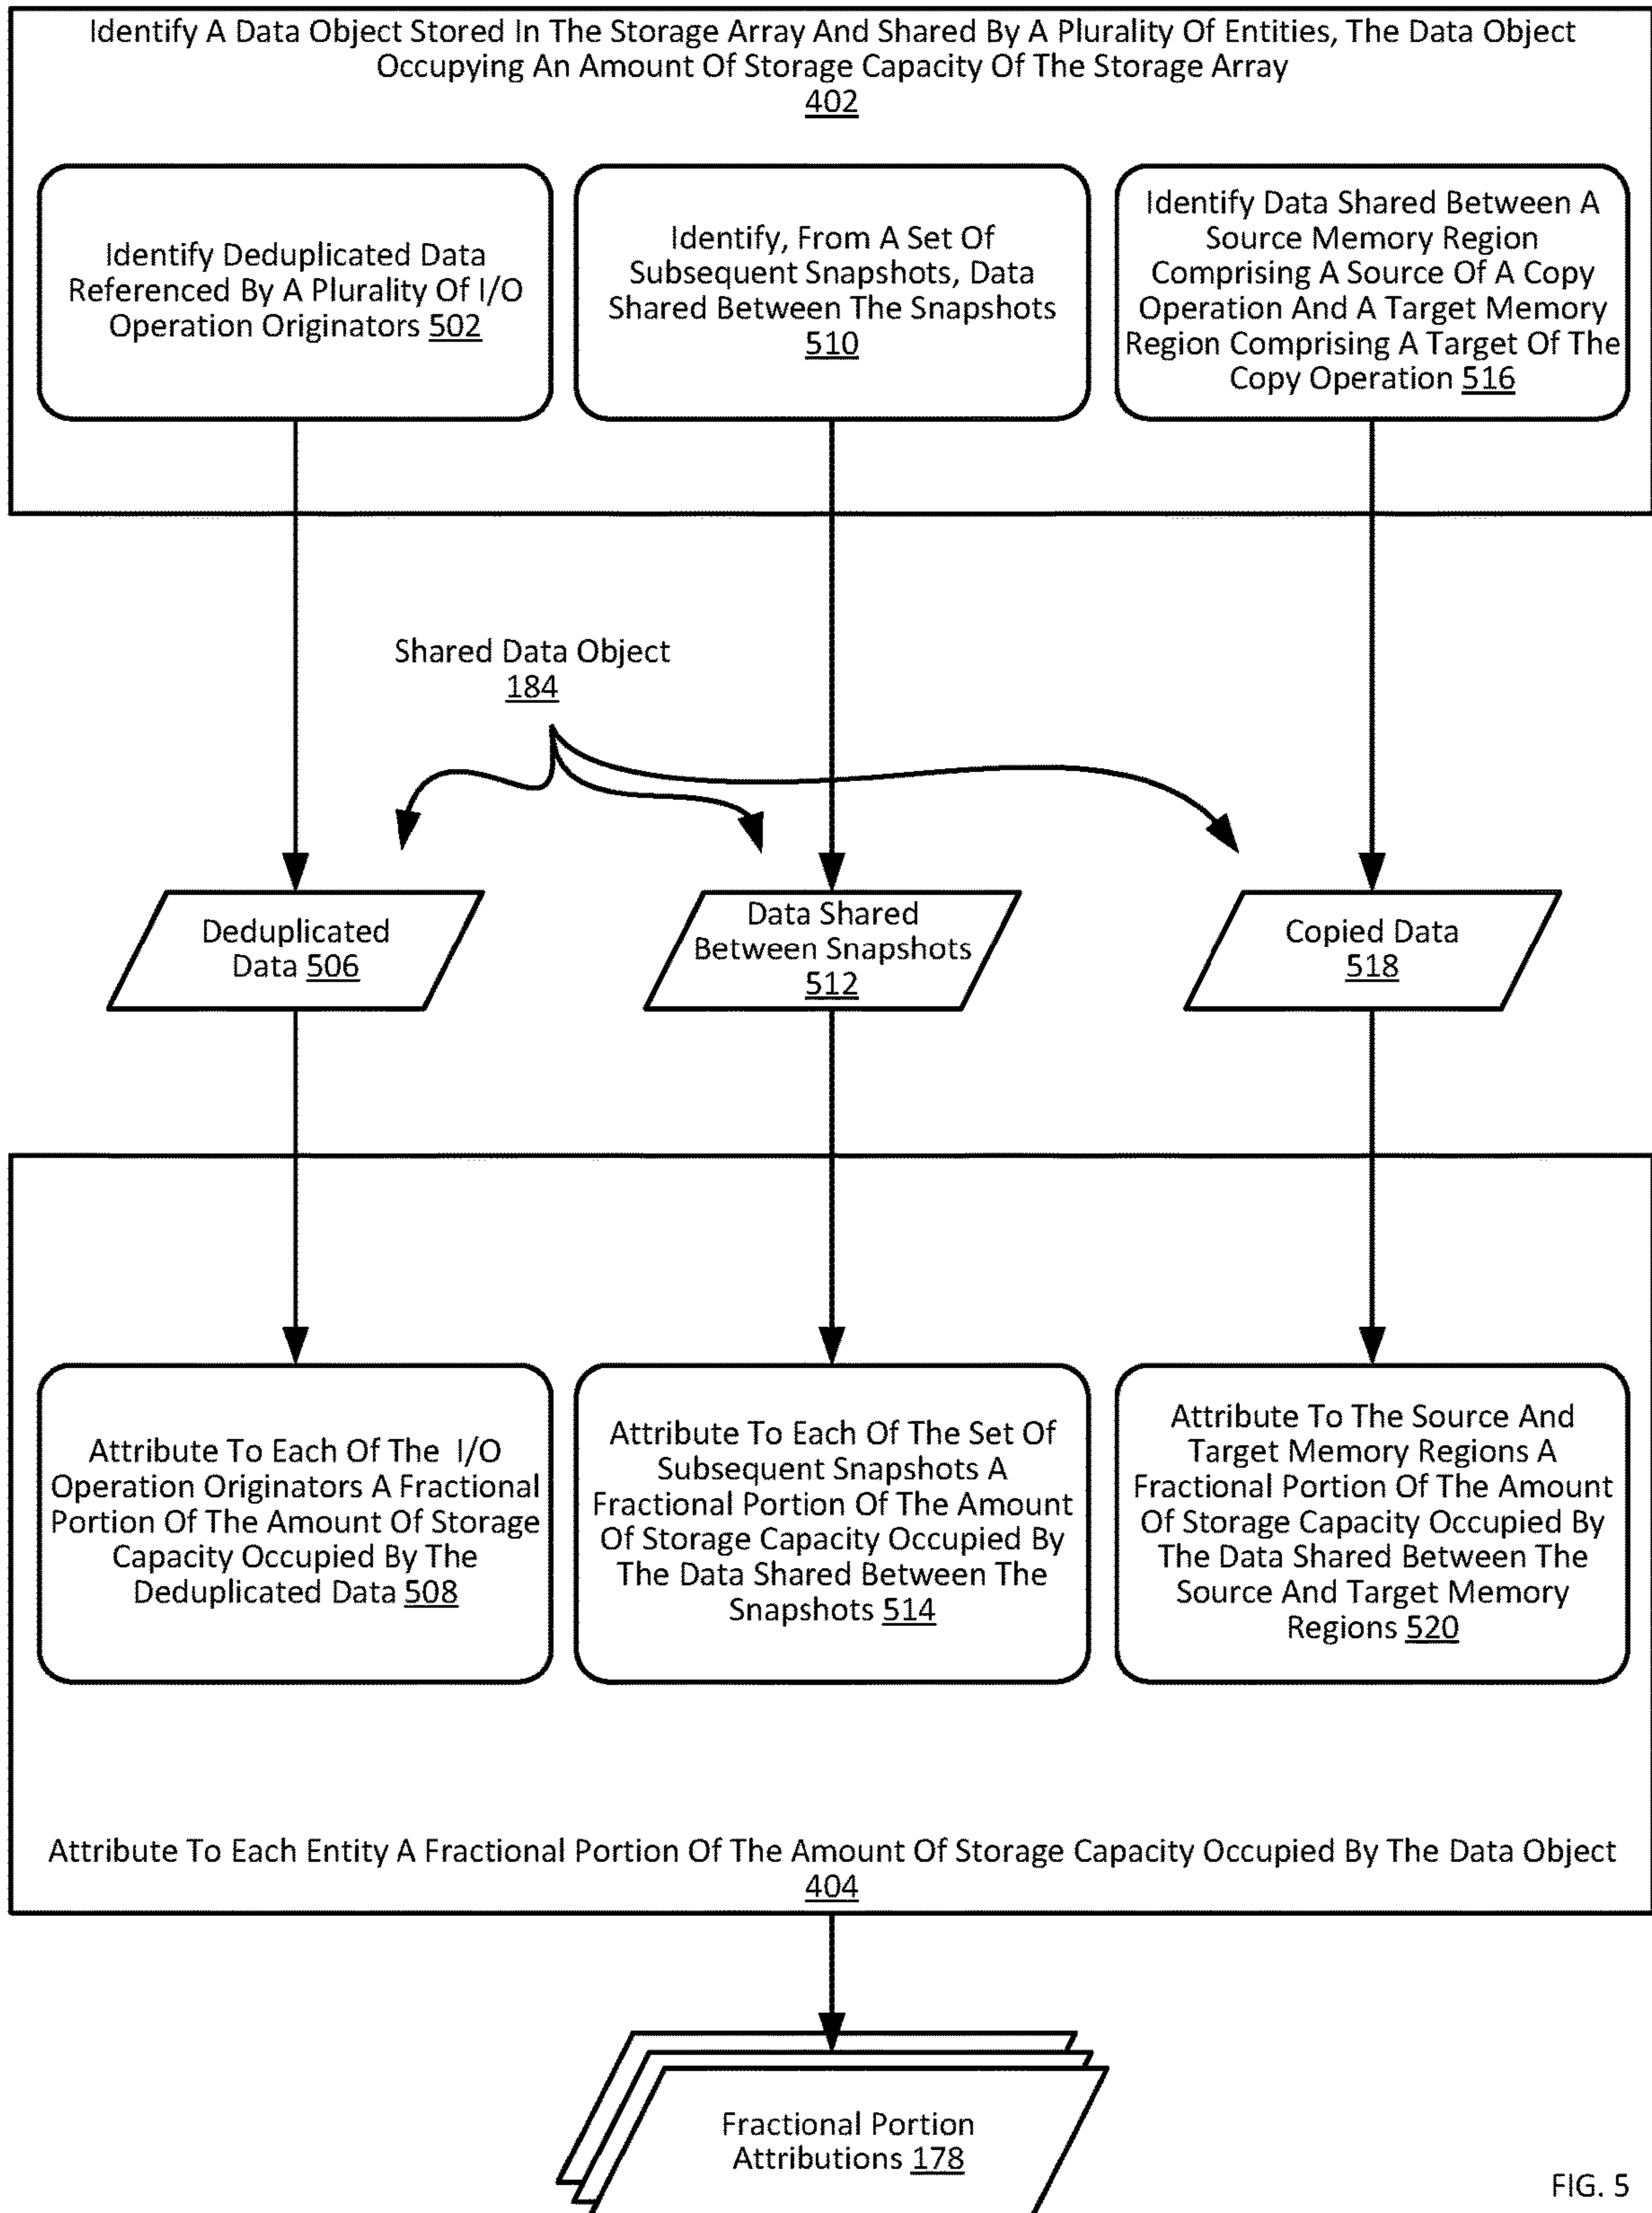 Identify A Data Object Stored In The Storage Array And Shared By A Plurality Of Entities, The Data Object
Occupying An Amount Of Storage Capacity Of The Storage Array
402
Identify Deduplicated Data
Referenced By A Plurality Of I/O
Operation Originators 502
Identify, From A Set Of
Subsequent Snapshots, Data
Shared Between The Snapshots
510
Identify Data Shared Between A
Source Memory Region
Comprising A Source Of A Copy
Operation And A Target Memory
Region Comprising A Target Of The
Copy Operation 516
Shared Data Object
184
Deduplicated
Data 506
Data Shared
Between Snapshots
512
Copied Data
518
Attribute To Each Of The I/O
Operation Originators A Fractional
Portion Of The Amount Of Storage
Capacity Occupied By The
Deduplicated Data 508
Attribute To Each Of The Set Of
Subsequent Snapshots A
Fractional Portion Of The Amount
Of Storage Capacity Occupied By
The Data Shared Between The
Snapshots 514
Attribute To The Source And
Target Memory Regions A
Fractional Portion Of The Amount
Of Storage Capacity Occupied By
The Data Shared Between The
Source And Target Memory
Regions 520
Attribute To Each Entity A Fractional Portion Of The Amount Of Storage Capacity Occupied By The Data Object
404
Fractional Portion
Attributions 178
FIG. 5